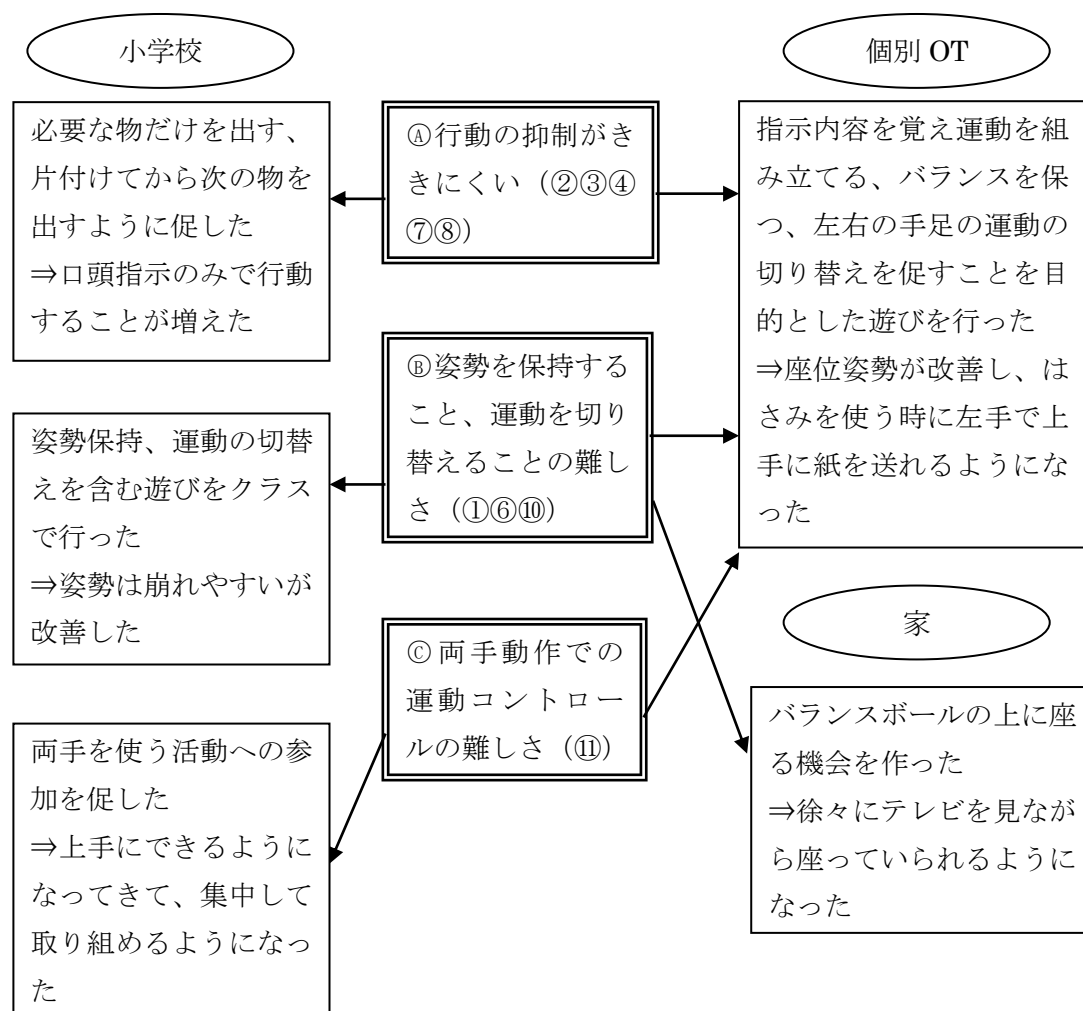 小学校
必要な物だけを出す、
片付けてから次の物を
出すように促した
⇒口頭指示のみで行動
することが増えた
姿勢保持、運動の切替
えを含む遊びをクラス
で行った
⇒姿勢は崩れやすいが
改善した
両手を使う活動への参
加を促した
⇒上手にできるように
なってきて、集中して
取り組めるようになっ
た
Ⓐ行動の抑制がき
きにくい（②③④
⑦⑧）
Ⓑ姿勢を保持する
こと、運動を切り
替えることの難し
さ（①⑥⑩）
Ⓒ両手動作での
運動コントロー
ルの難しさ（⑪）
個別 OT
指示内容を覚え運動を組
み立てる、バランスを保
つ、左右の手足の運動の
切り替えを促すことを目
的とした遊びを行った
⇒座位姿勢が改善し、は
さみを使う時に左手で上
手に紙を送れるようにな
った
家
バランスボールの上に座
る機会を作った
⇒徐々にテレビを見なが
ら座っていられるように
なった